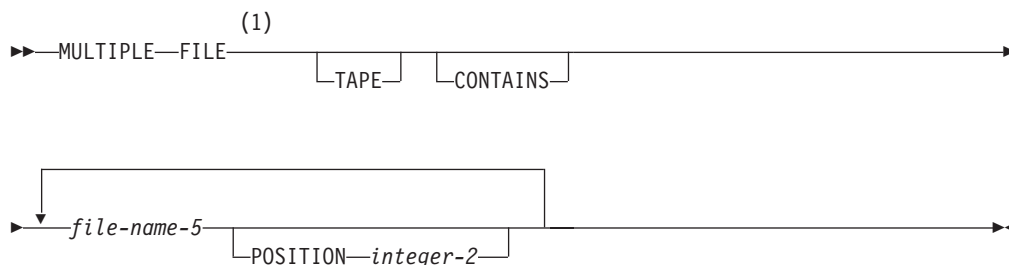 (1)
MULTIPLE FILE
TAPE CONTAINS
file-name-5
POSITION integer-2